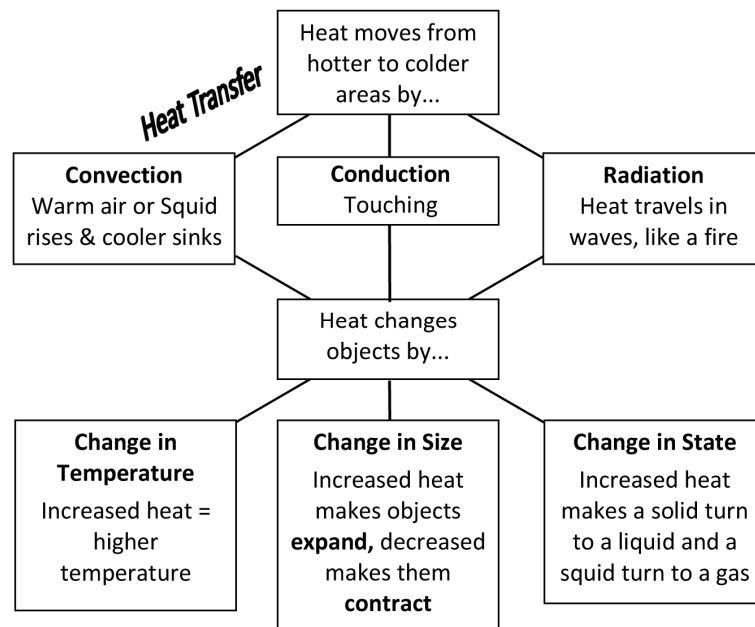 Heat Transfer
Heat moves from
hotter to colder
areas by...
Convection
Warm air or Squid
rises & cooler sinks
Conduction
Touching
Radiation
Heat travels in
waves, like a fire
Heat changes
objects by...
Change in
Temperature
Increased heat =
higher
temperature
Change in Size
Increased heat
makes objects
expand, decreased
makes them
contract
Change in State
Increased heat
makes a solid turn
to a liquid and a
squid turn to a gas